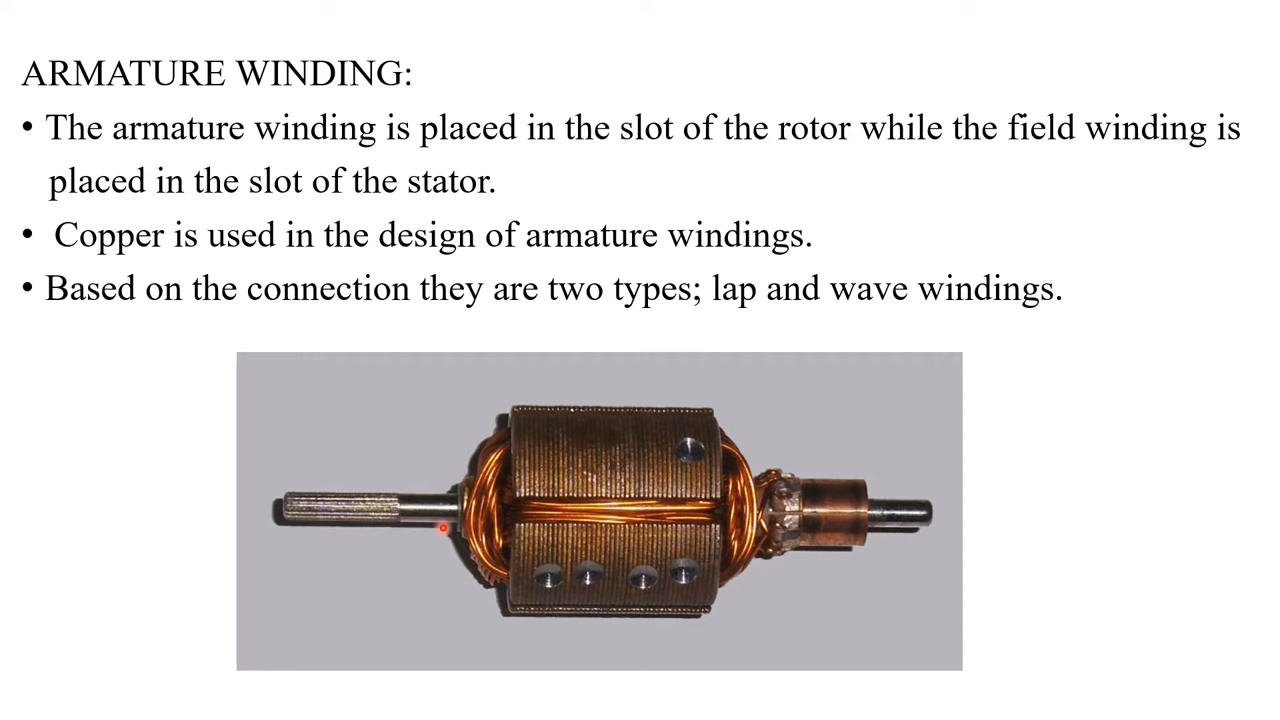 ARMATURE WINDING:
• The armature winding is placed in the slot of the rotor while the field winding is
placed in the slot of the stator.
• Copper is used in the design of armature windings.
• Based on the connection they are two types; lap and wave windings.